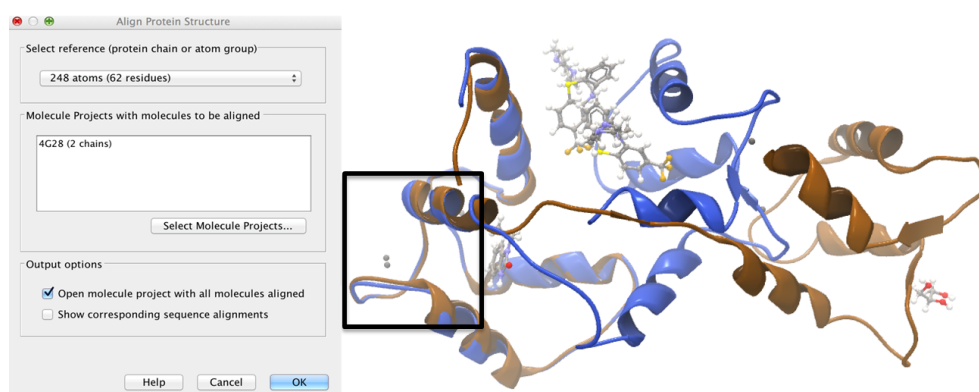 Align Protein Structure
Select reference (protein chain or atom group)
248 atoms (62 residues)
Molecule Projects with molecules to be aligned
4G28 (2 chains)
Select Molecule Projects...
Output options
Open molecule project with all molecules aligned
Show corresponding sequence alignments
Help Cancel OK